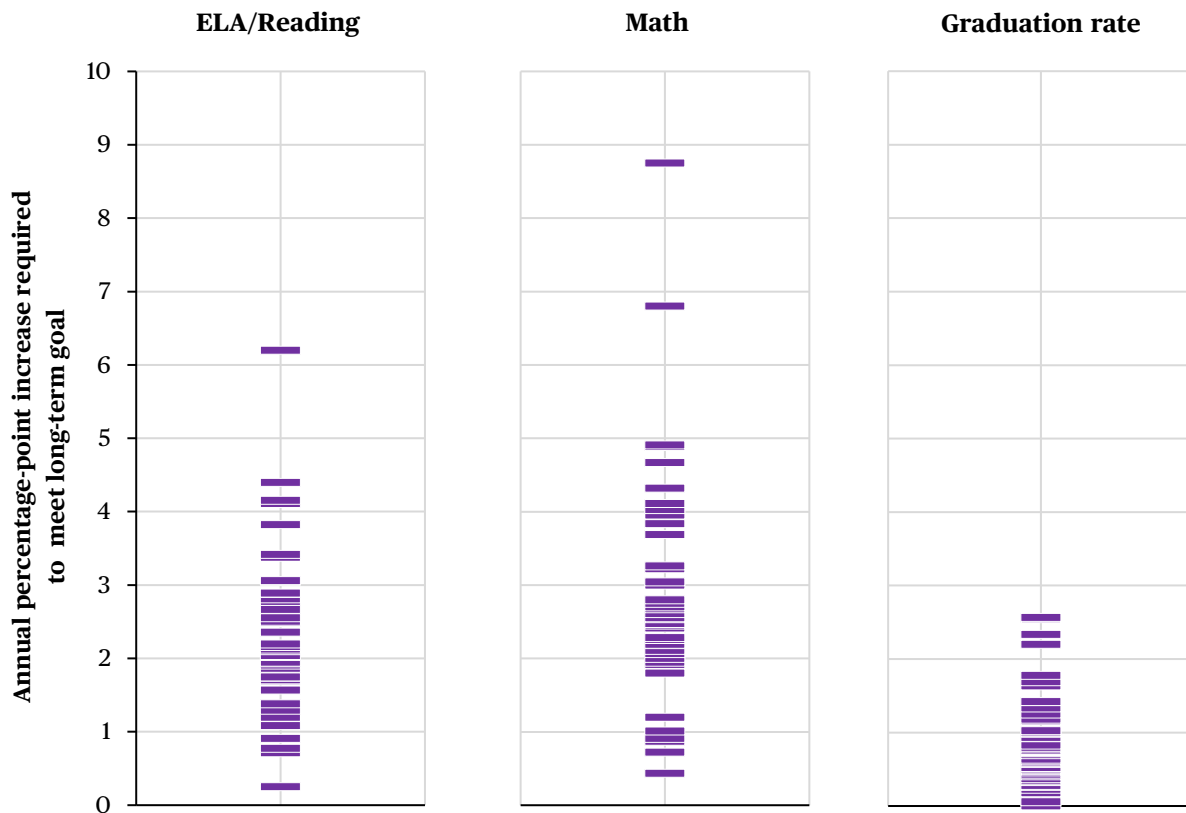 ELA/Reading
Math
Graduation rate
Annual percentage-point increase required
to meet long-term goal
10
9
8
7
6
5
4
3
2
1
0